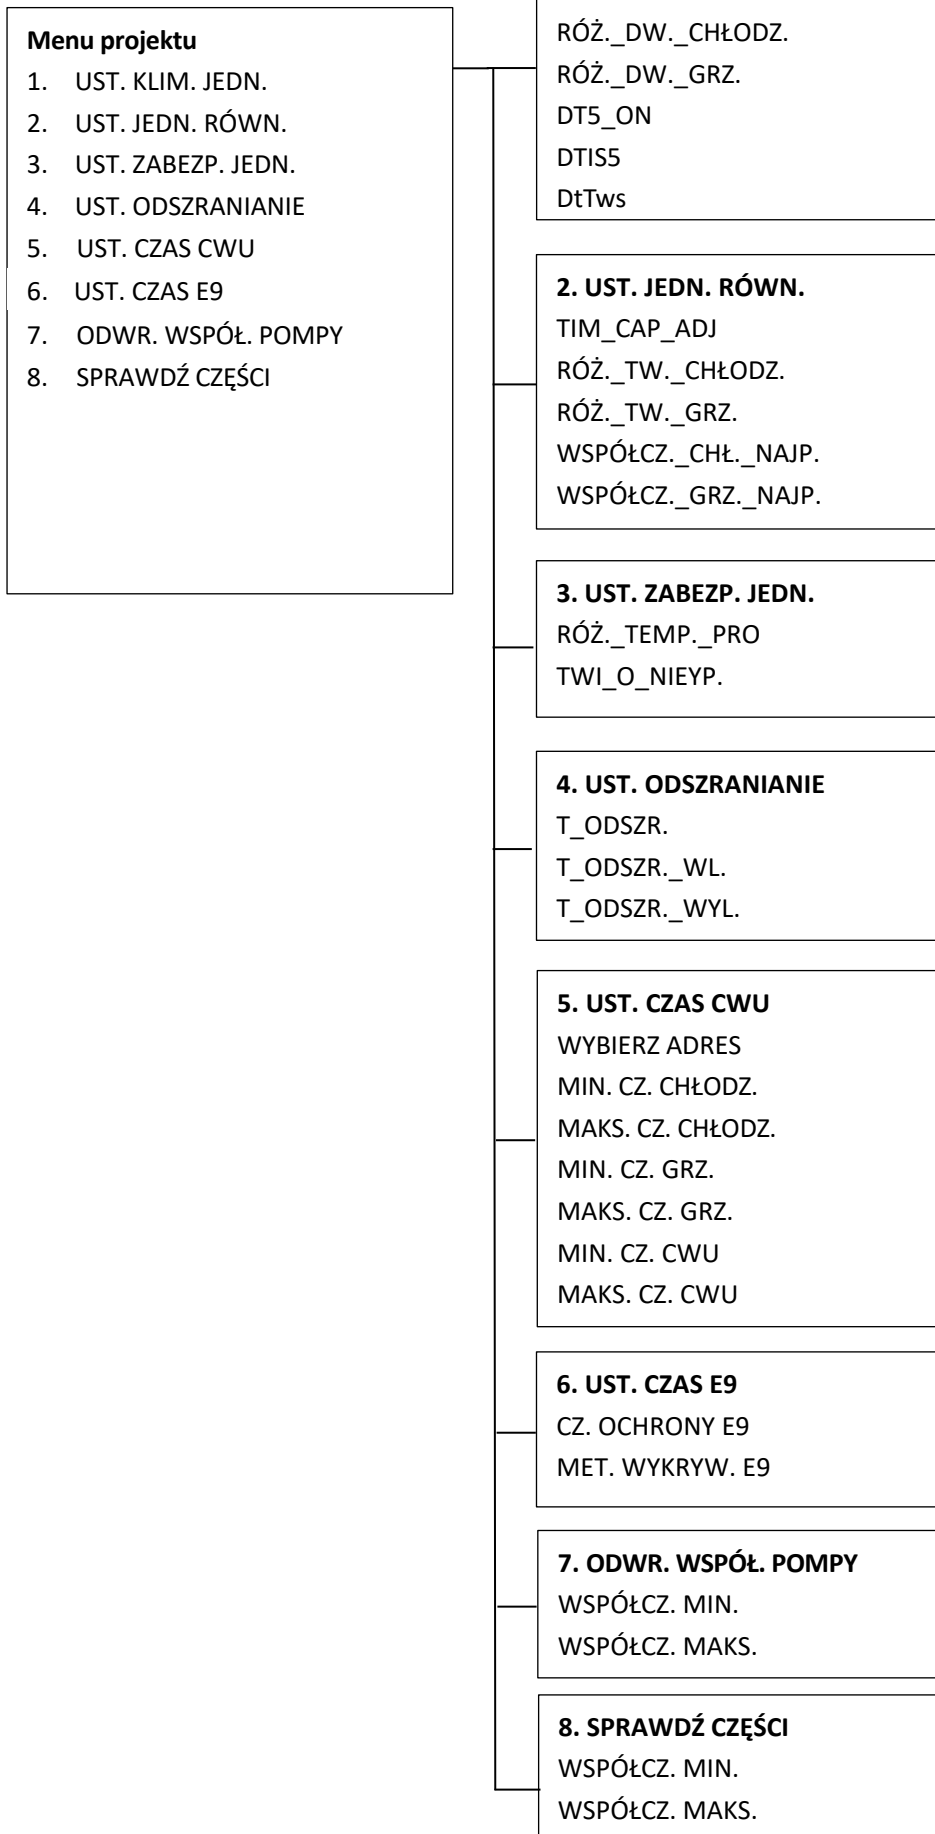 Menu projektu
1. UST. KLIM. JEDN.
2. UST. JEDN. RÓWN.
3. UST. ZABEZP. JEDN.
4. UST. ODSZRANIANIE
5. UST. CZAS CWU
6. UST. CZAS E9
7. ODWR. WSPÓŁ. POMPY
8. SPRAWDŹ CZĘŚCI
RÓŻ._DW._CHŁODZ.
RÓŻ._DW._GRZ.
DT5_ON
DTIS5
DtTws
2. UST. JEDN. RÓWN.
TIM_CAP_ADJ
RÓŻ._TW._CHŁODZ.
RÓŻ._TW._GRZ.
WSPÓŁCZ._CHŁ._NAJP.
WSPÓŁCZ._GRZ._NAJP.
3. UST. ZABEZP. JEDN.
RÓŻ._TEMP._PRO
TWI_O_NIEYP.
4. UST. ODSZRANIANIE
T_ODSZR.
T_ODSZR._WL.
T_ODSZR._WYL.
5. UST. CZAS CWU
WYBIERZ ADRES
MIN. CZ. CHŁODZ.
MAKS. CZ. CHŁODZ.
MIN. CZ. GRZ.
MAKS. CZ. GRZ.
MIN. CZ. CWU
MAKS. CZ. CWU
6. UST. CZAS E9
CZ. OCHRONY E9
MET. WYKRYW. E9
7. ODWR. WSPÓŁ. POMPY
WSPÓŁCZ. MIN.
WSPÓŁCZ. MAKS.
8. SPRAWDŹ CZĘŚCI
WSPÓŁCZ. MIN.
WSPÓŁCZ. MAKS.